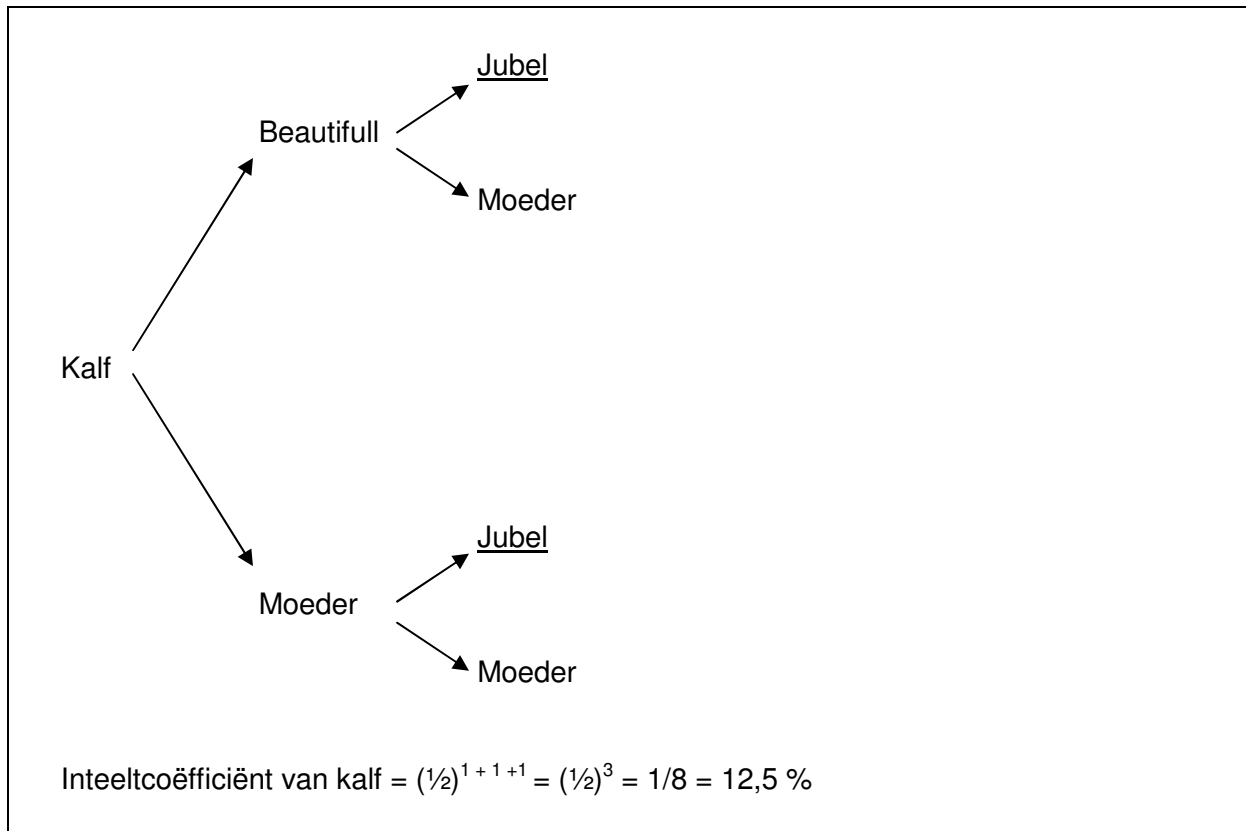 Jubel
Beautifull
Moeder
Kalf
Jubel
Moeder
Moeder
Inteeltcoëfficiënt van kalf = (½)^1 + 1 +1 = (½)^3 = 1/8 = 12,5 %